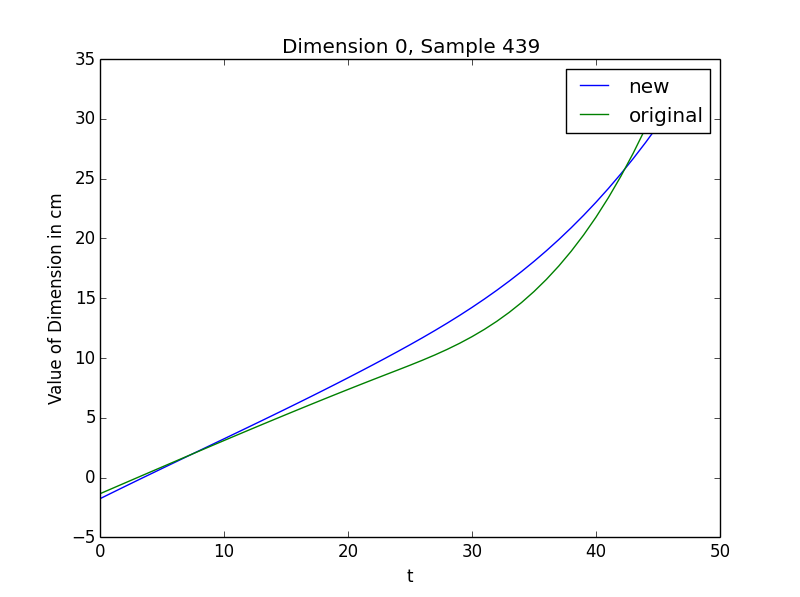 Dimension 0, Sample 439
new
original
Value of Dimension in cm
35
30
25
20
15
10
5
0
−5
0 10 20 30 40 50
t